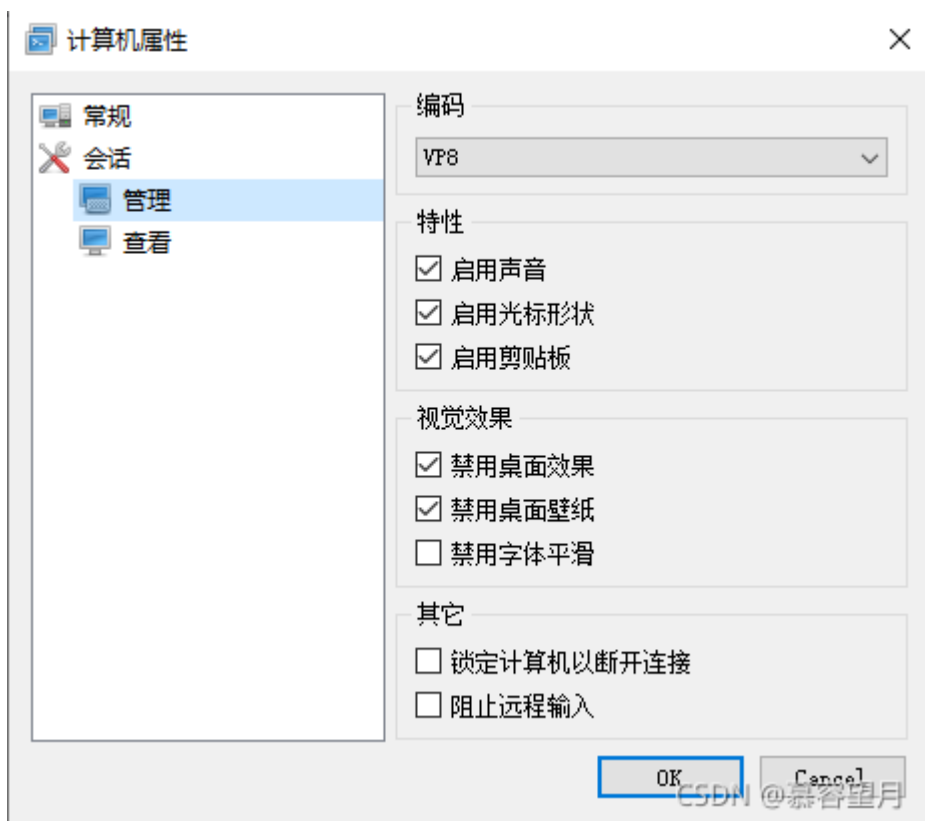 计算机属性
常规
会话
管理
查看
编码
VP8
特性
启用声音
启用光标形状
启用剪贴板
视觉效果
禁用桌面效果
禁用桌面壁纸
禁用字体平滑
其它
锁定计算机以断开连接
阻止远程输入
OK
Cancel
CSDN @慕容望月